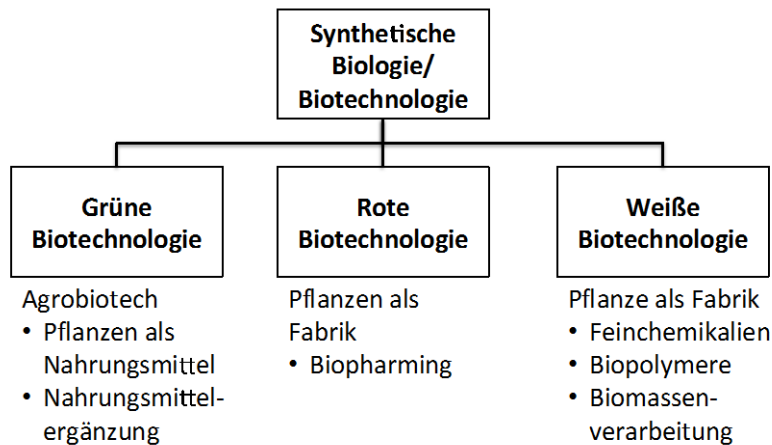 Synthetische
Biologie/
Biotechnologie
Grüne
Biotechnologie
Rote
Biotechnologie
Weiße
Biotechnologie
Agrobiotech
• Pflanzen als
Nahrungsmittel
• Nahrungsmittel-
ergänzung
Pflanzen als
Fabrik
• Biopharming
Pflanze als Fabrik
• Feinchemikalien
• Biopolymere
• Biomassen-
verarbeitung